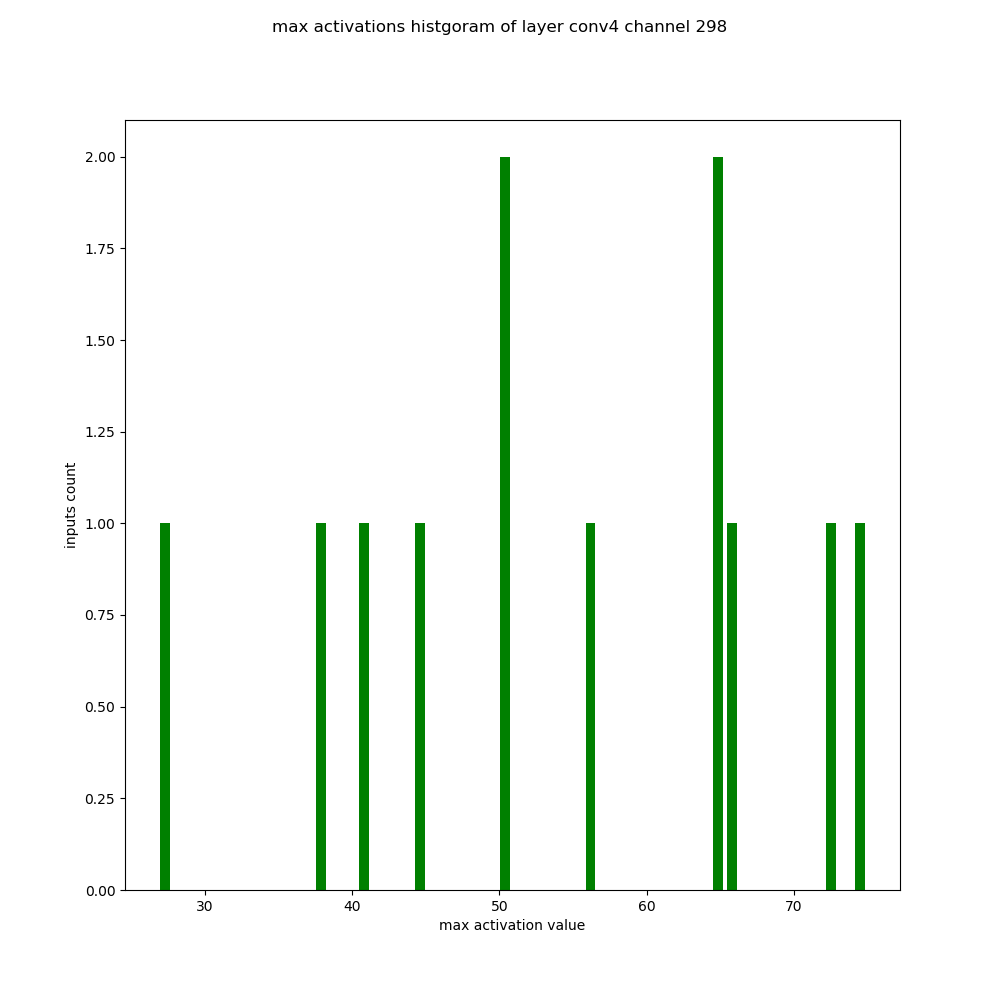 max activations histgoram of layer conv4 channel 298
2.00
1.75
1.50
1.25
1.00
0.75
0.50
0.25
0.00
inputs count
30 40 50 60 70
max activation value